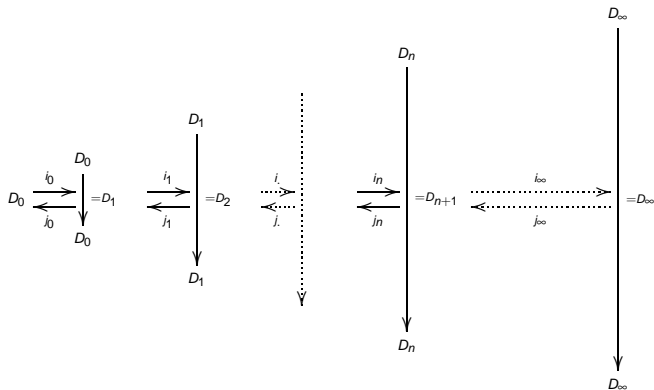 D∞
Dₙ
D₁
D₀
i₀ i₁ i. iₙ i∞
D₀ =D₁ =D₂ =Dₙ₊₁ =D∞
j₀ j₁ j. jₙ j∞
D₀
D₁
Dₙ
D∞